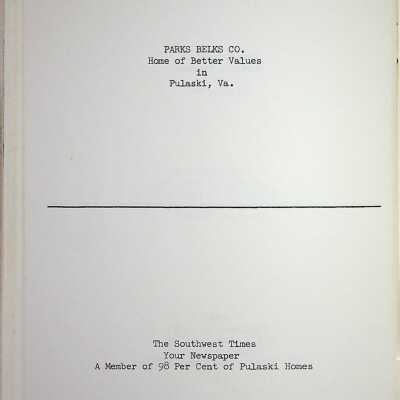 PARKS BELKS CO.
Home of Better Values
in
Pulaski, Va.
The Southwest Times
Your Newspaper
A Member of 98 Per Cent of Pulaski Homes